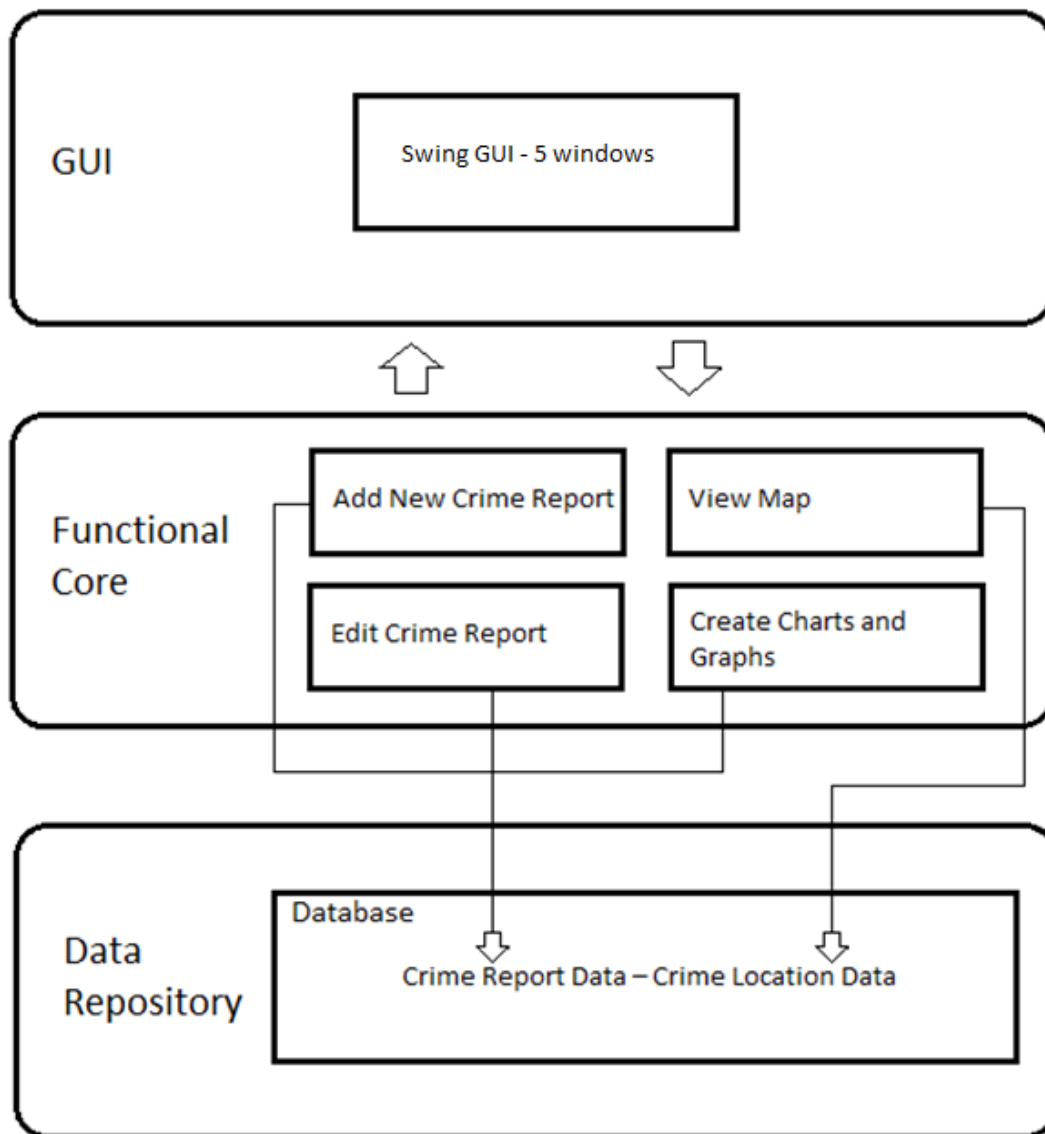 GUI
Swing GUI - 5 windows
Functional
Core
Add New Crime Report
View Map
Edit Crime Report
Create Charts and
Graphs
Data
Repository
Database
Crime Report Data – Crime Location Data